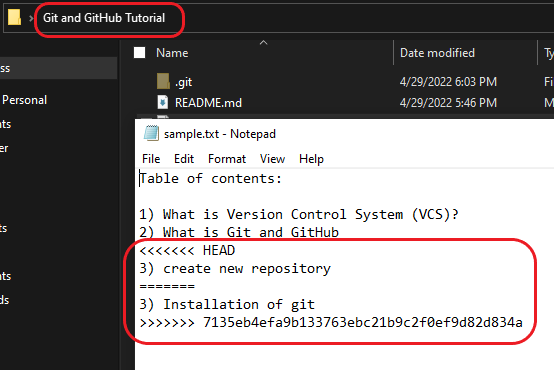 Git and GitHub Tutorial
Name Date modified
ss
.git 4/29/2022 6:03 PM Fi
Personal
README.md 4/29/2022 5:46 PM M
nts
sample.txt - Notepad
er
File Edit Format View Help
Table of contents:
1) What is Version Control System (VCS)?
ts
2) What is Git and GitHub
<<<<<<< HEAD
3) create new repository
nts
=======
ds
3) Installation of git
>>>>>>> 7135eb4efa9b133763ebc21b9c2f0ef9d82d834a